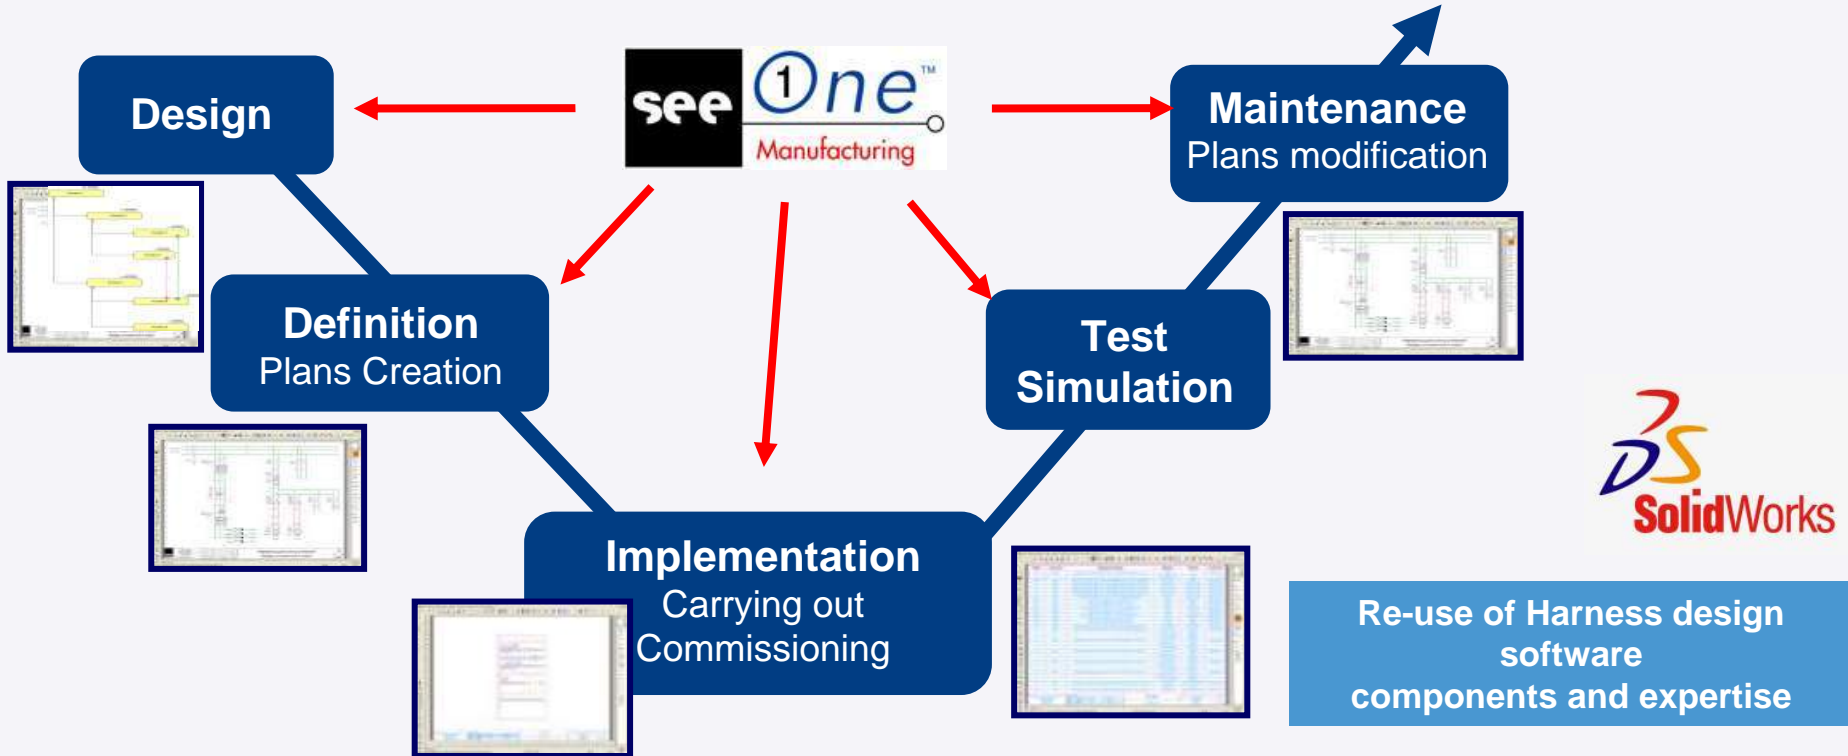 Design
see 1One™
Manufacturing
Maintenance
Plans modification
Definition
Plans Creation
Test
Simulation
Implementation
Carrying out
Commissioning
SolidWorks
Re-use of Harness design
software
components and expertise